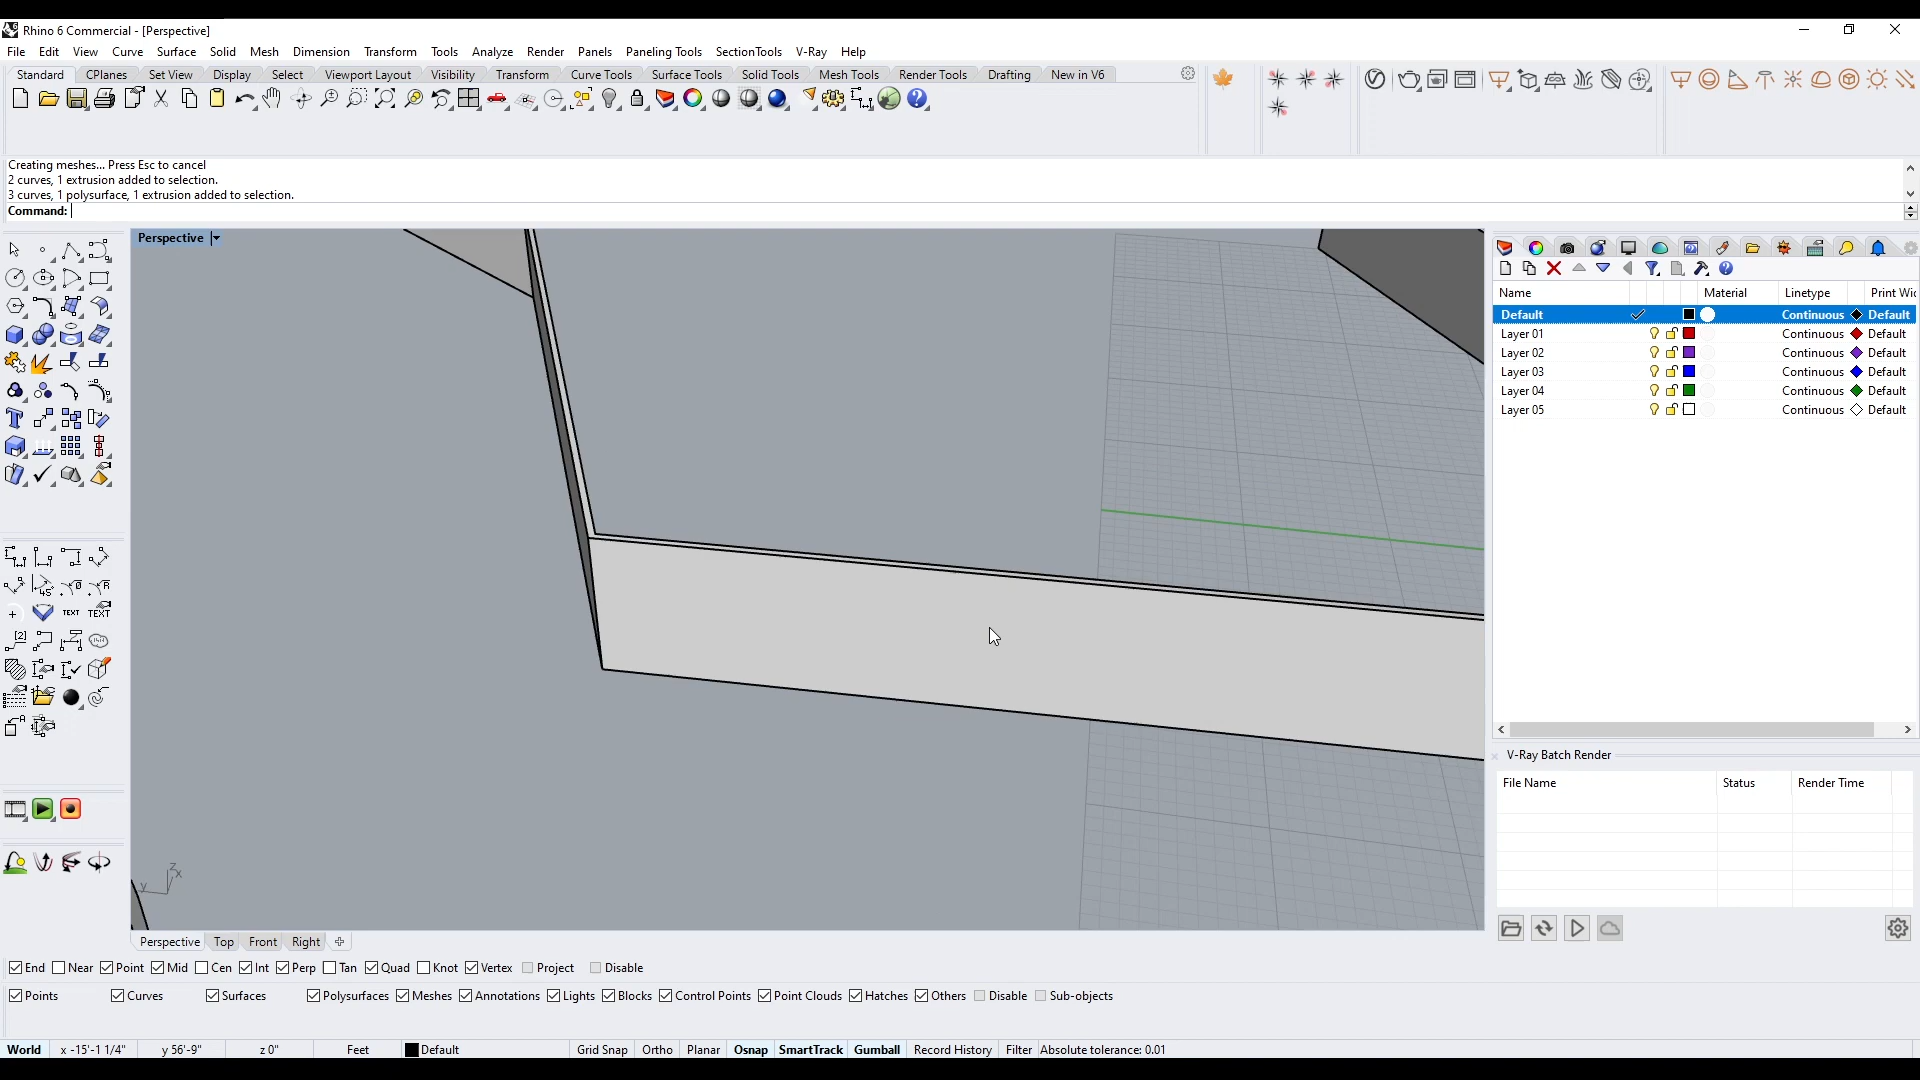 Rhino 6 Commercial - [Perspective]
File Edit View Curve Surface Solid Mesh Dimension Transform Tools Analyze Render Panels Paneling Tools SectionTools V-Ray Help
Standard CPlanes Set View Display Select Viewport Layout Visibility Transform Curve Tools Surface Tools Solid Tools Mesh Tools Render Tools Drafting New in V6
Creating meshes... Press Esc to cancel
2 curves, 1 extrusion added to selection.
3 curves, 1 polysurface, 1 extrusion added to selection.
Command:
Perspective
Name Material Linetype Print Wi
Default Continuous Default
Layer 01 Continuous Default
Layer 02 Continuous Default
Layer 03 Continuous Default
Layer 04 Continuous Default
Layer 05 Continuous Default
V-Ray Batch Render
File Name Status Render Time
z x y
Perspective Top Front Right
End Near Point Mid Cen Int Perp Tan Quad Knot Vertex Project Disable
Points Curves Surfaces Polysurfaces Meshes Annotations Lights Blocks Control Points Point Clouds Hatches Others Disable Sub-objects
World x -15'-1 1/4" y 56'-9" z 0" Feet Default Grid Snap Ortho Planar Osnap SmartTrack Gumball Record History Filter Absolute tolerance: 0.01